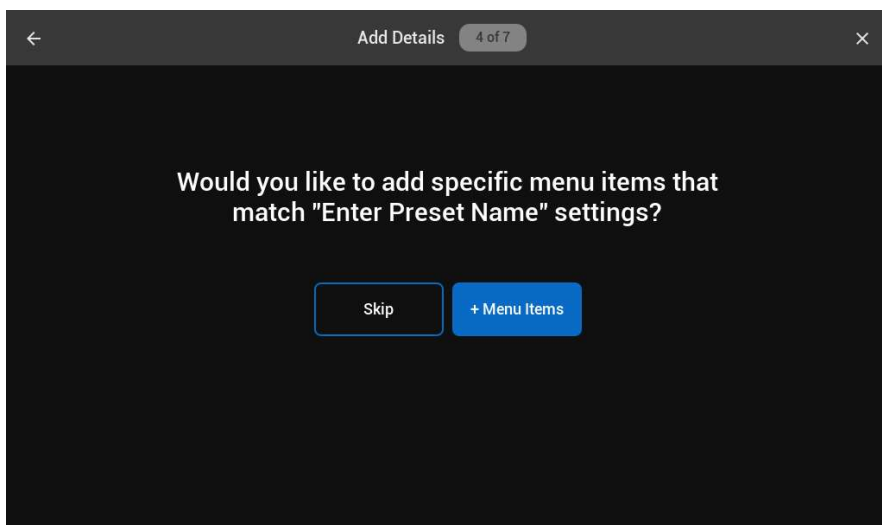 Add Details 4 of 7
Would you like to add specific menu items that
match "Enter Preset Name" settings?
Skip + Menu Items